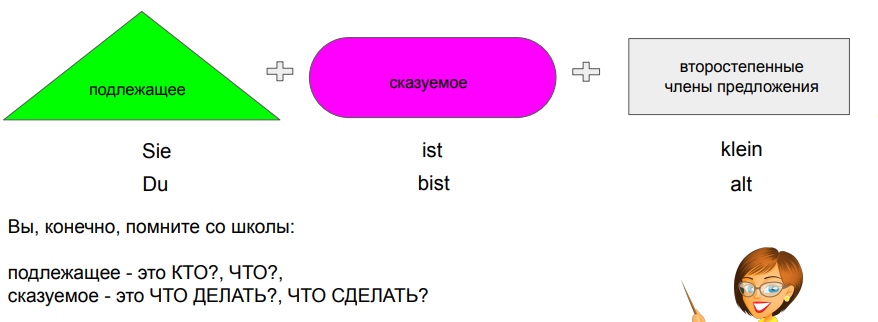 подлежащее
сказуемое
второстепенные
члены предложения
Sie ist klein
Du bist alt
Вы, конечно, помните со школы:
подлежащее - это КТО?, ЧТО?,
сказуемое - это ЧТО ДЕЛАТЬ?, ЧТО СДЕЛАТЬ?